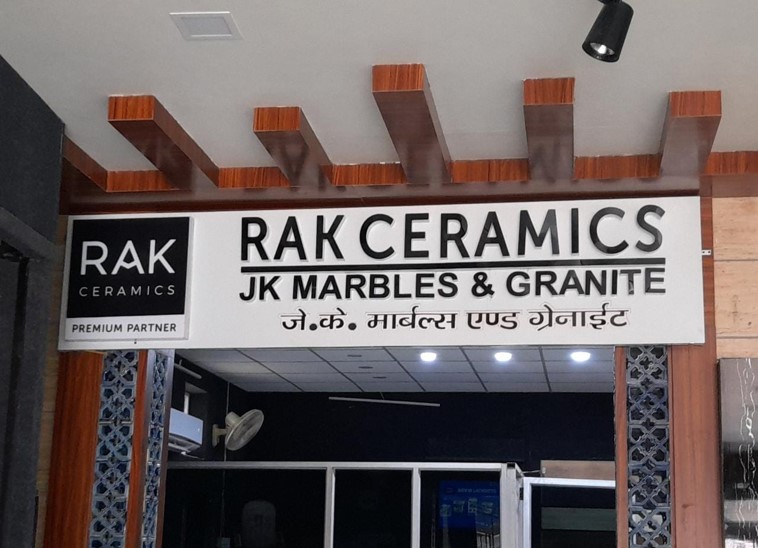 RAK
CERAMICS
PREMIUM PARTNER
RAK CERAMICS
JK MARBLES & GRANITE
जे.के. मार्बल्स एण्ड ग्रेनाईट